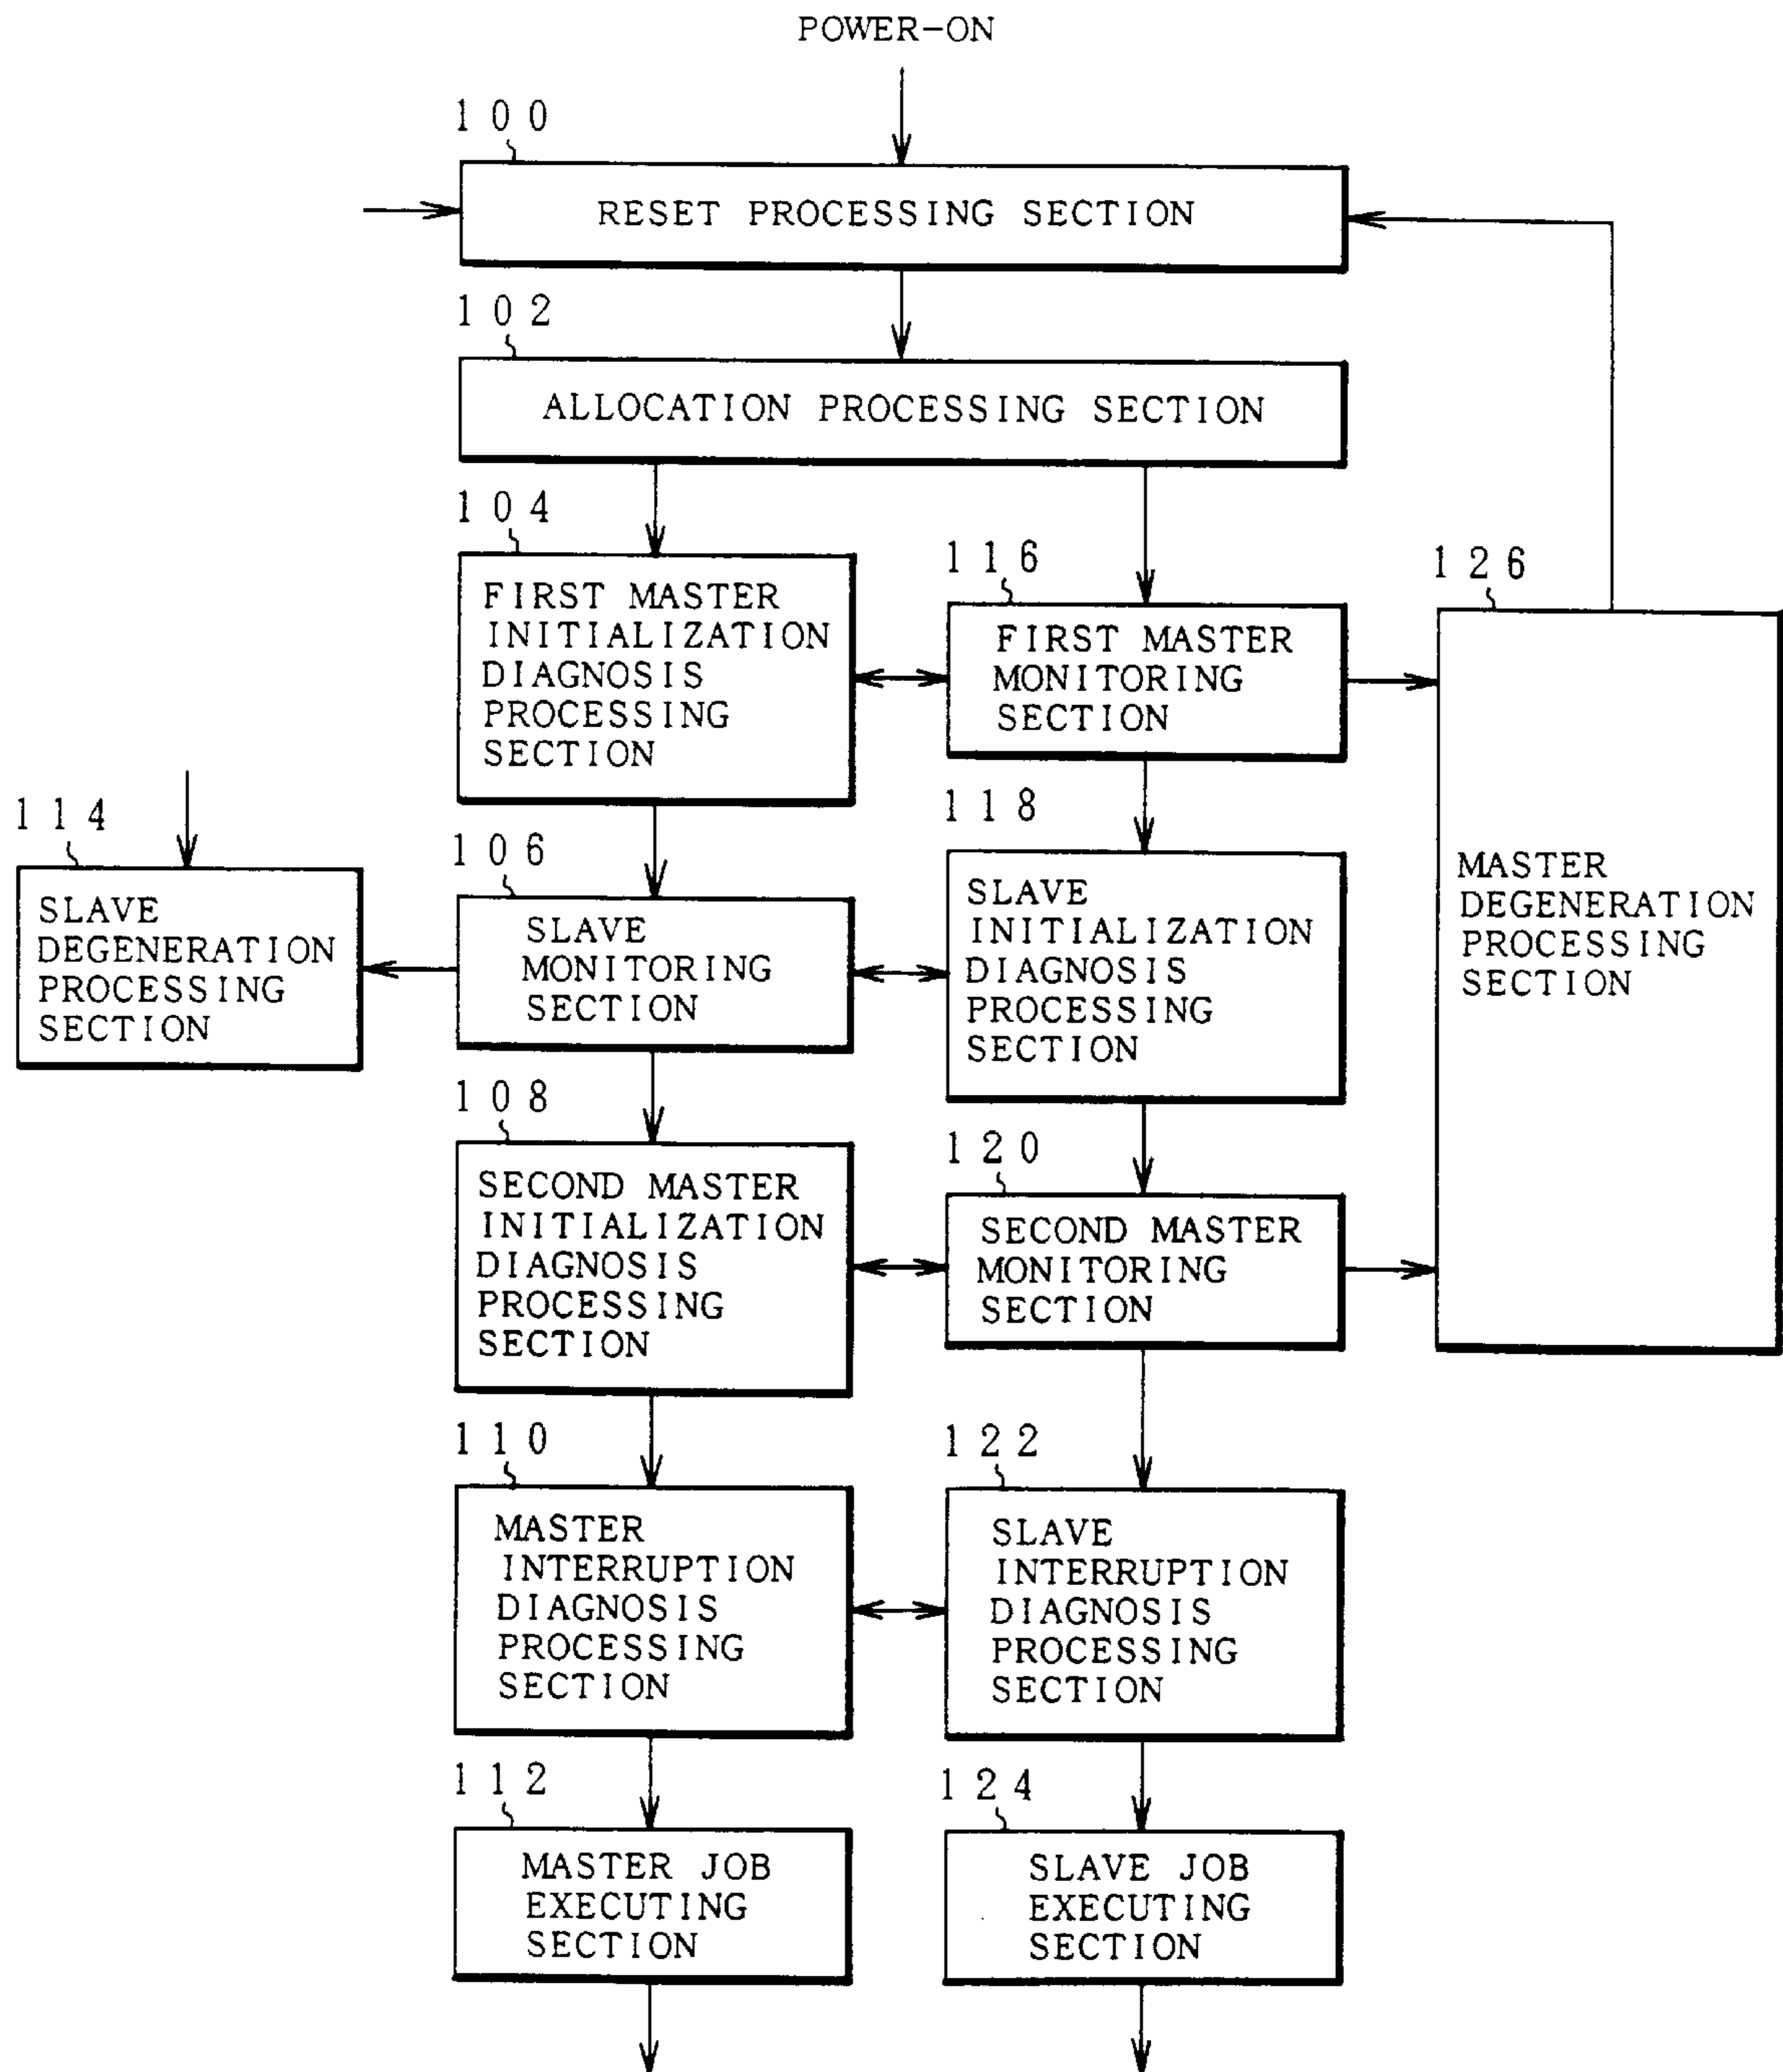 POWER-ON
100
RESET PROCESSING SECTION
102
ALLOCATION PROCESSING SECTION
104
FIRST MASTER
INITIALIZATION
DIAGNOSIS
PROCESSING
SECTION
116
FIRST MASTER
MONITORING
SECTION
126
MASTER
DEGENERATION
PROCESSING
SECTION
114
SLAVE
DEGENERATION
PROCESSING
SECTION
106
SLAVE
MONITORING
SECTION
118
SLAVE
INITIALIZATION
DIAGNOSIS
PROCESSING
SECTION
108
SECOND MASTER
INITIALIZATION
DIAGNOSIS
PROCESSING
SECTION
120
SECOND MASTER
MONITORING
SECTION
110
MASTER
INTERRUPTION
DIAGNOSIS
PROCESSING
SECTION
122
SLAVE
INTERRUPTION
DIAGNOSIS
PROCESSING
SECTION
112
MASTER JOB
EXECUTING
SECTION
124
SLAVE JOB
EXECUTING
SECTION